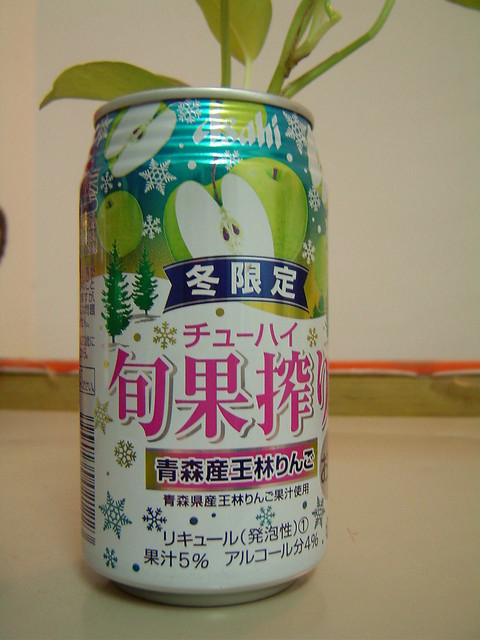 Asahi
冬限定
チューハイ
旬果搾り
青森産王林りんご
青森県産王林りんご果汁使用
リキュール(発泡性)①
果汁5% アルコール分4%